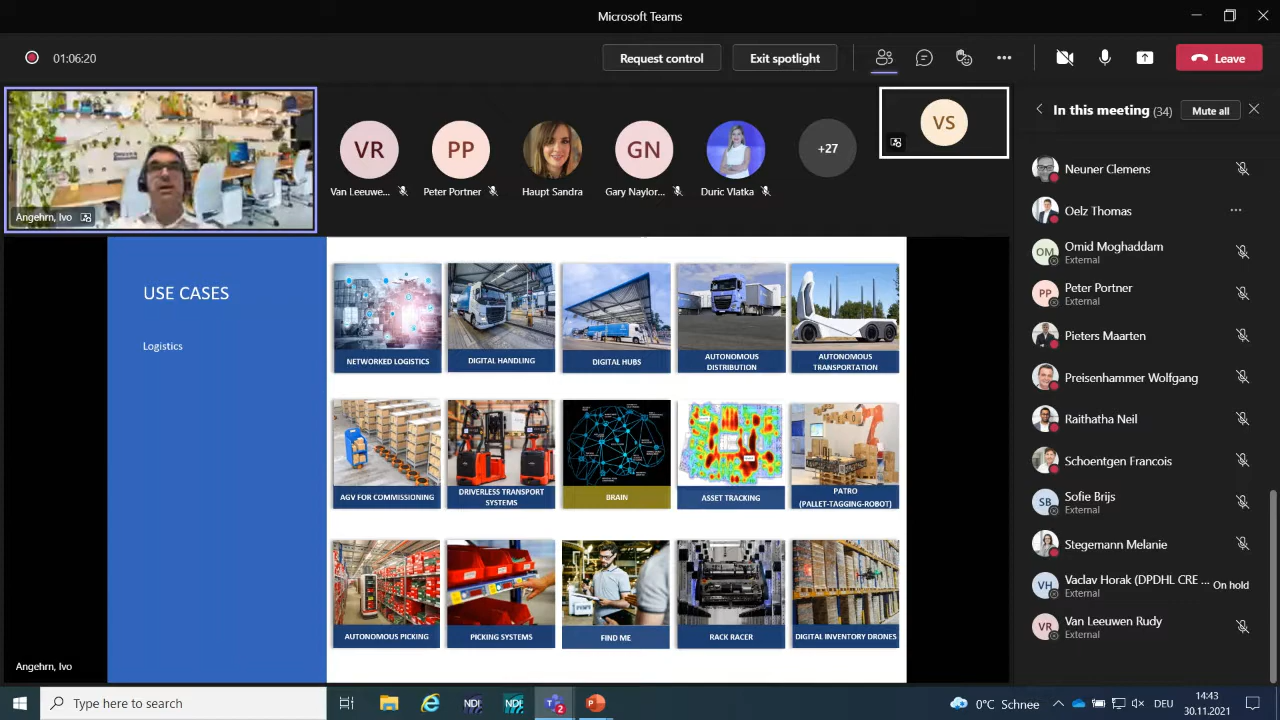 Microsoft Teams
01:06:20
Request control
Exit spotlight
Leave
Angehrn, Ivo
VR
Van Leeuwe...
PP
Peter Portner
Haupt Sandra
GN
Gary Naylor...
Duric Vlatka
+27
VS
In this meeting (34)
Mute all
Neuner Clemens
Oelz Thomas
OM
Omid Moghaddam
External
PP
Peter Portner
External
Pieters Maarten
Preisenhammer Wolfgang
Raithatha Neil
Schoentgen Francois
SB
Sofie Brijs
External
Stegemann Melanie
VH
Vaclav Horak (DPDHL CRE ...
External
On hold
VR
Van Leeuwen Rudy
External
USE CASES
Logistics
NETWORKED LOGISTICS
DIGITAL HANDLING
DIGITAL HUBS
AUTONOMOUS
DISTRIBUTION
AUTONOMOUS
TRANSPORTATION
AGV FOR COMMISSIONING
DRIVERLESS TRANSPORT
SYSTEMS
BRAIN
ASSET TRACKING
PATRO
(PALLET-TAGGING-ROBOT)
AUTONOMOUS PICKING
PICKING SYSTEMS
FIND ME
RACK RACER
DIGITAL INVENTORY DRONES
Angehrn, Ivo
Type here to search
2
0°C Schnee
DEU
14:43
30.11.2021